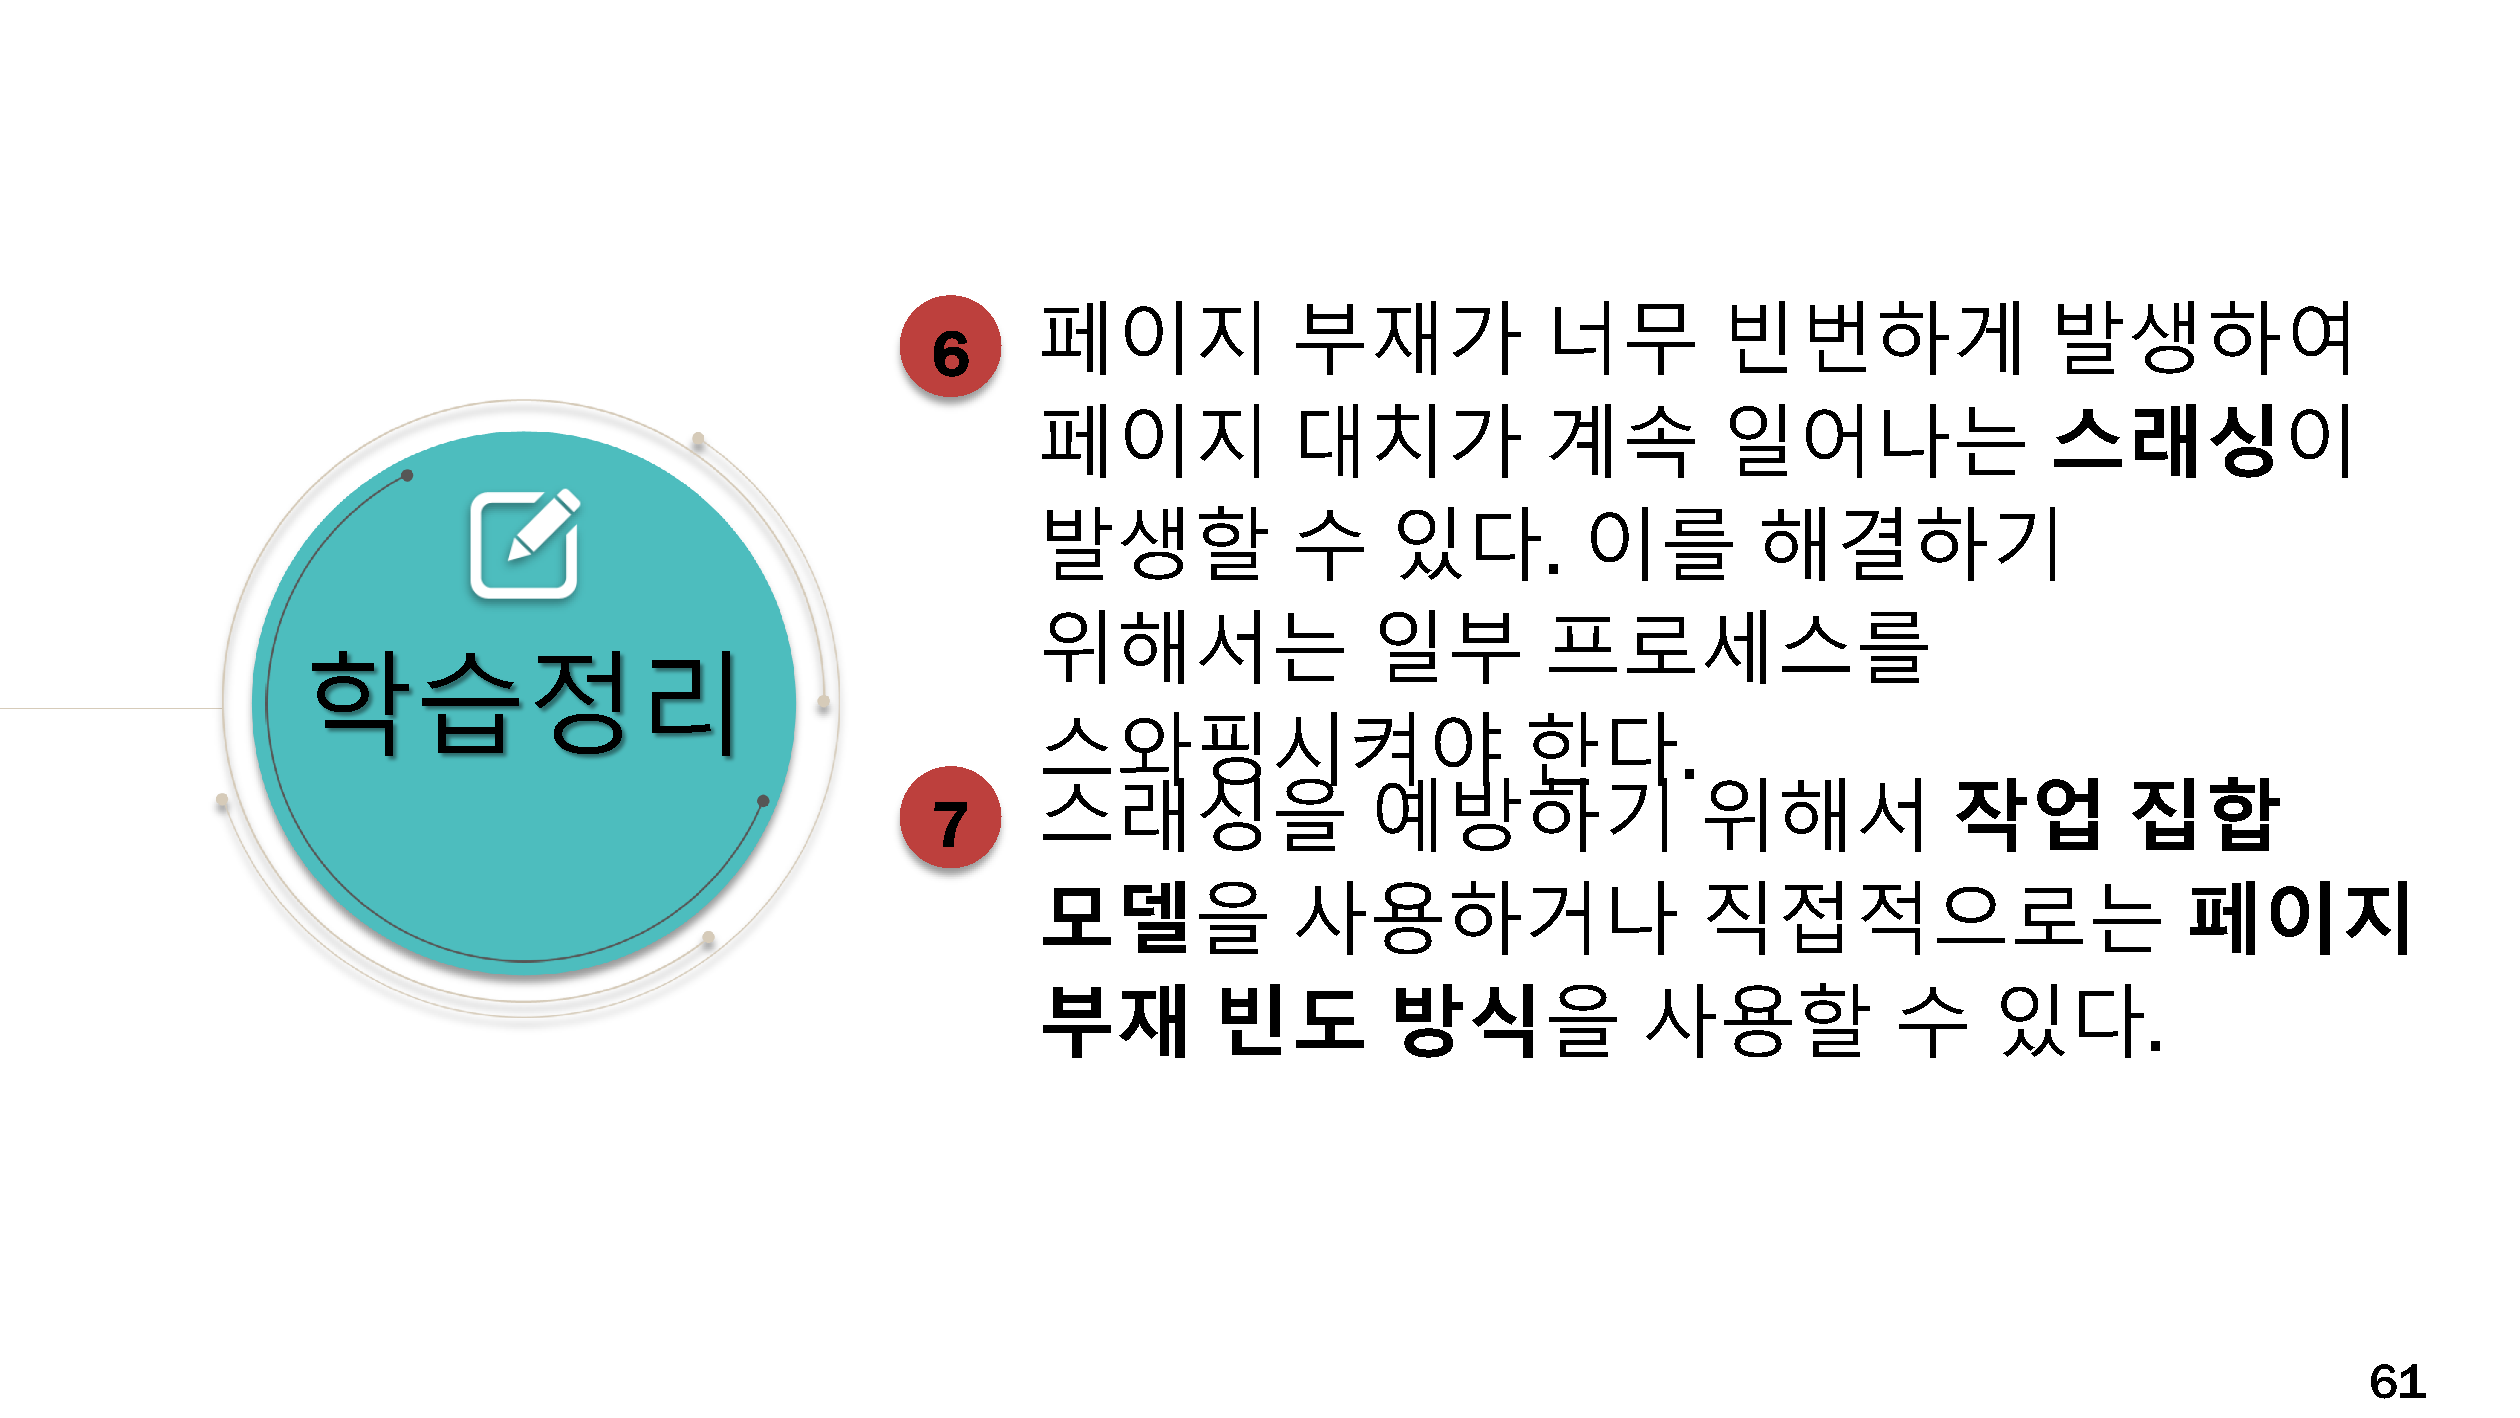 학습정리
6
페이지 부재가 너무 빈번하게 발생하여
페이지 대치가 계속 일어나는 스래싱이
발생할 수 있다. 이를 해결하기
위해서는 일부 프로세스를
스와핑시켜야 한다.
7
스래싱을 예방하기 위해서 작업 집합
모델을 사용하거나 직접적으로는 페이지
부재 빈도 방식을 사용할 수 있다.
61